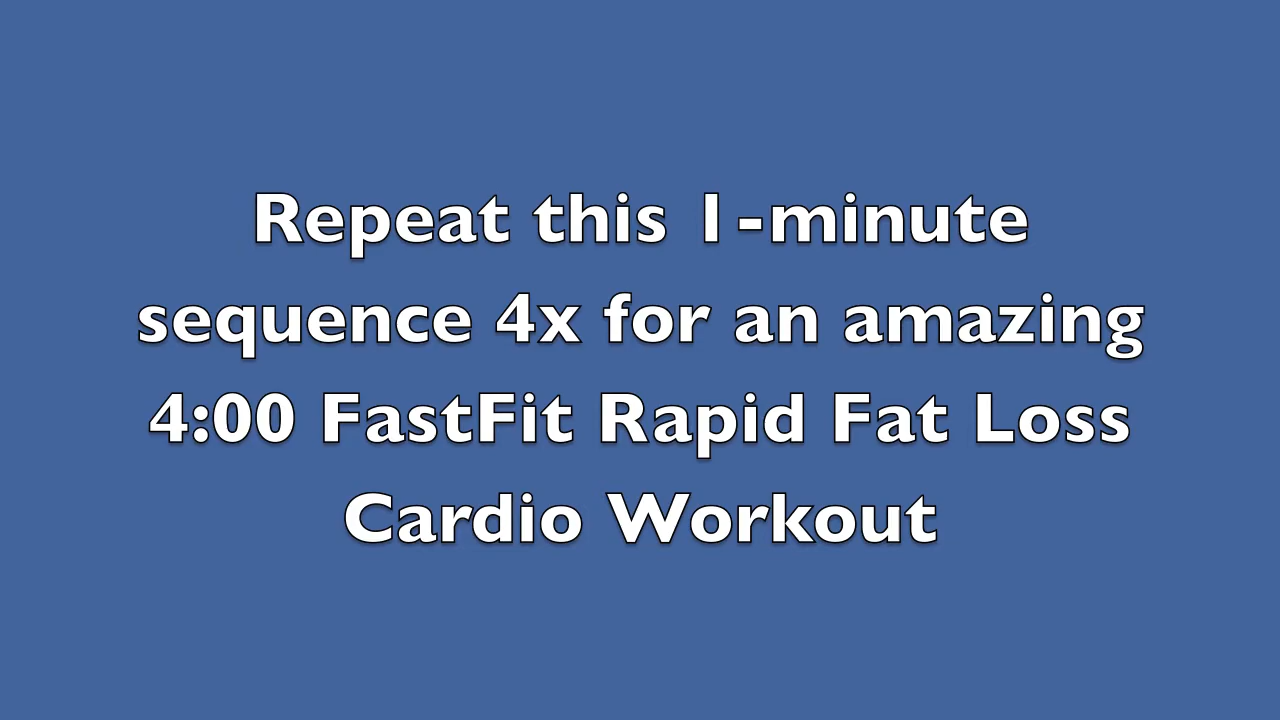 Repeat this 1-minute
sequence 4x for an amazing
4:00 FastFit Rapid Fat Loss
Cardio Workout